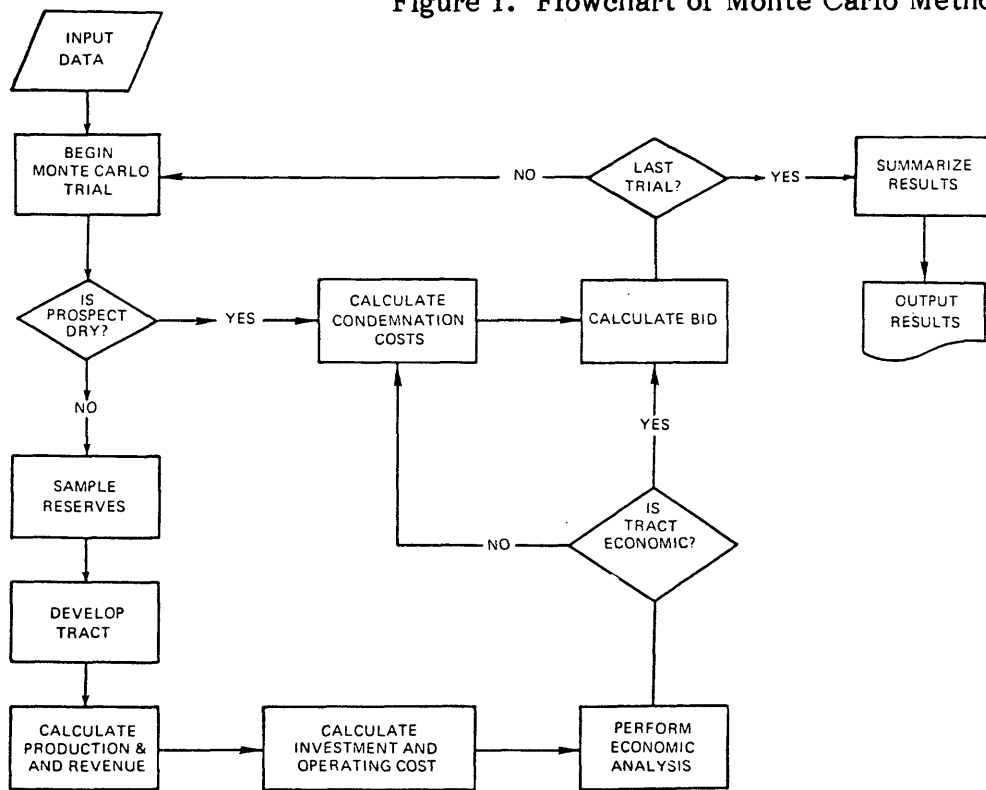 Figure 1. Flowchart of Monte Carlo Metho
INPUT
DATA
BEGIN
MONTE CARLO
TRIAL
NO
LAST
TRIAL?
YES
SUMMARIZE
RESULTS
IS
PROSPECT
DRY?
YES
CALCULATE
CONDEMNATION
COSTS
CALCULATE BID
OUTPUT
RESULTS
NO
YES
SAMPLE
RESERVES
IS
TRACT
ECONOMIC?
NO
DEVELOP
TRACT
CALCULATE
PRODUCTION &
AND REVENUE
CALCULATE
INVESTMENT AND
OPERATING COST
PERFORM
ECONOMIC
ANALYSIS